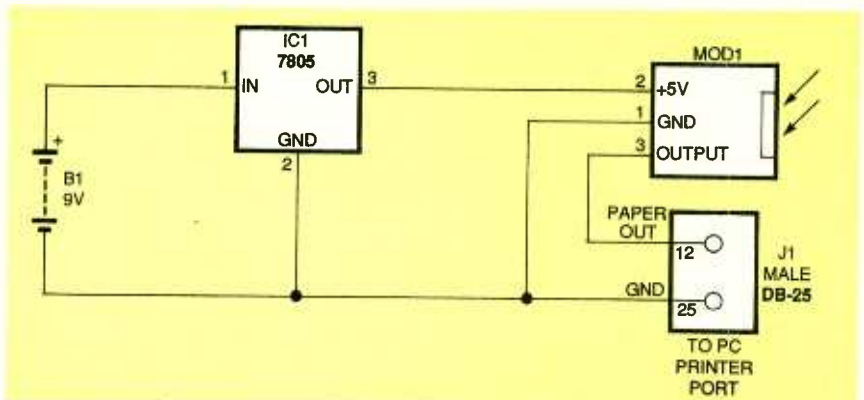 IC1
7805
1 IN OUT 3
GND
2
+
B1
9V
MOD1
2 +5V
1 GND
3 OUTPUT
PAPER
OUT
12
GND
25
J1
MALE
DB-25
TO PC
PRINTER
PORT